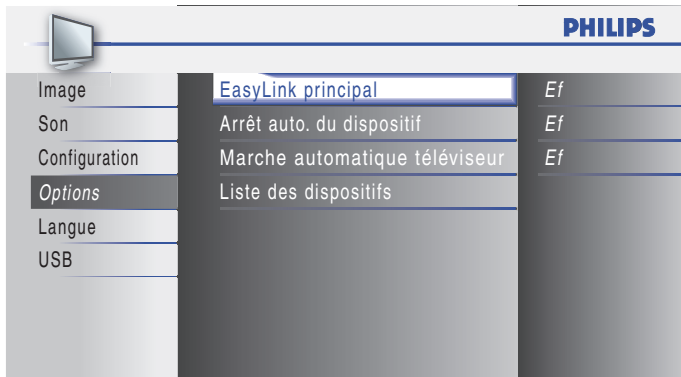 PHILIPS
Image
Son
Configuration
Options
Langue
USB
EasyLink principal
Arrêt auto. du dispositif
Marche automatique téléviseur
Liste des dispositifs
Ef
Ef
Ef